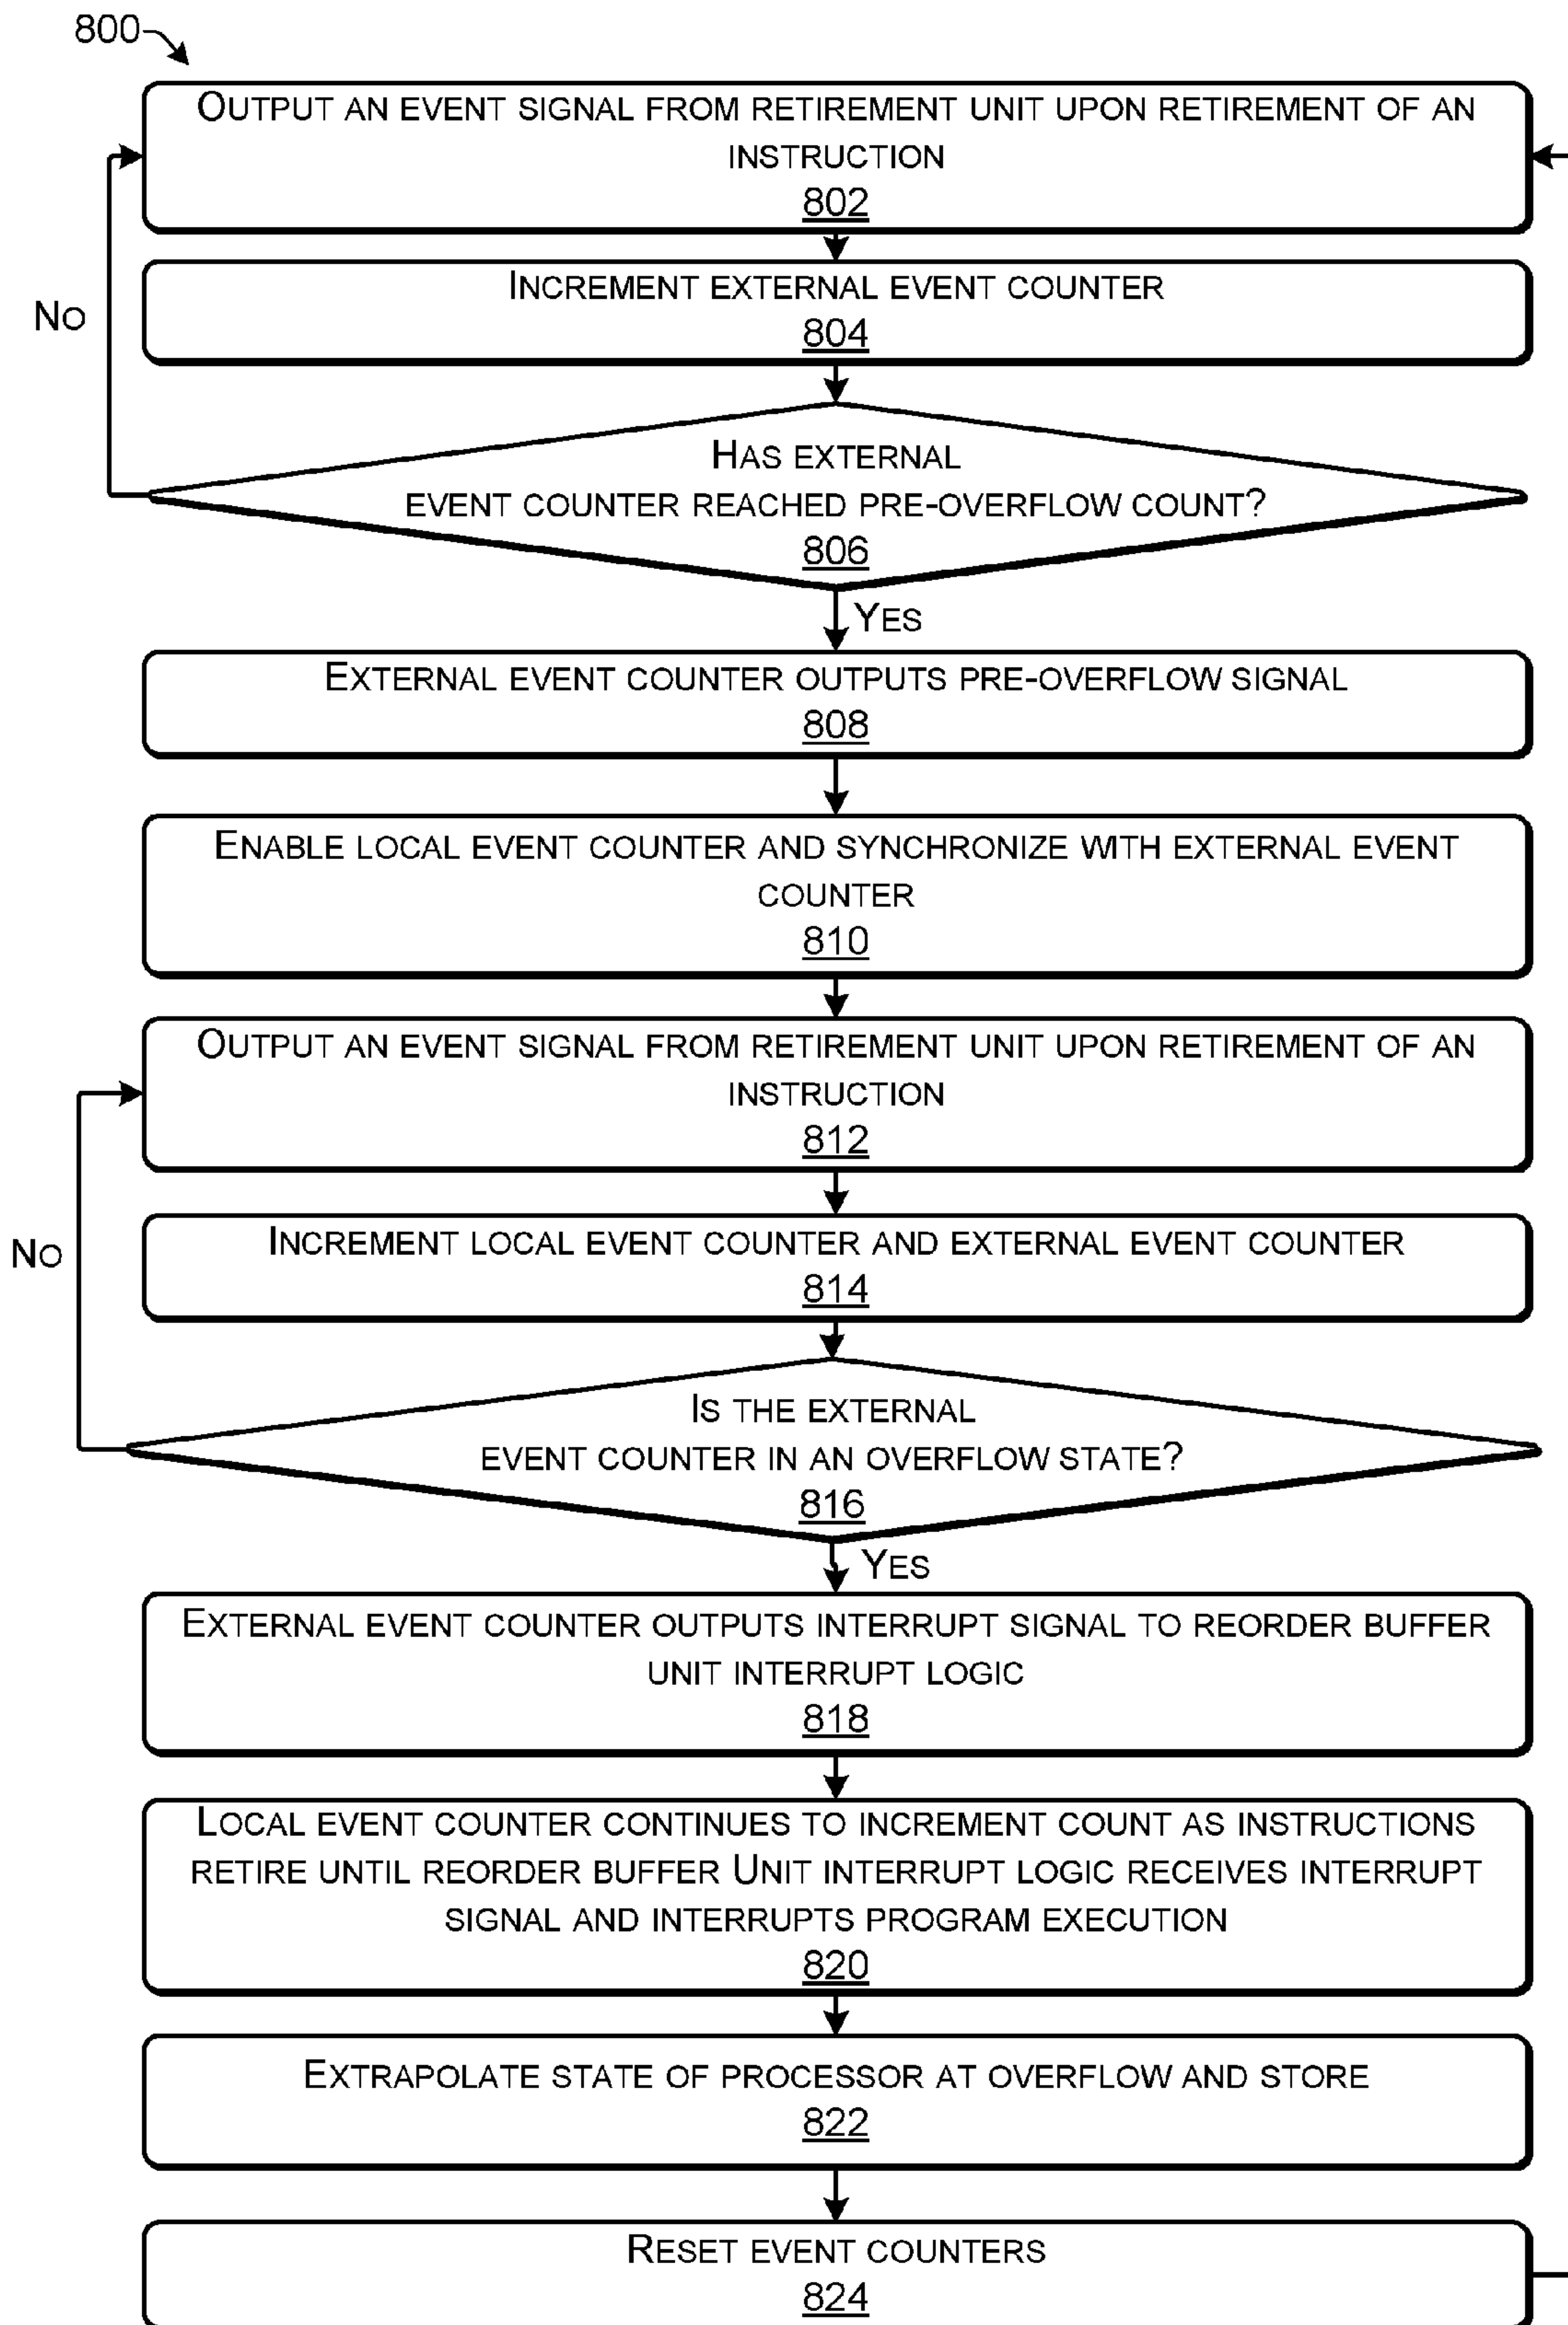 800
OUTPUT AN EVENT SIGNAL FROM RETIREMENT UNIT UPON RETIREMENT OF AN
INSTRUCTION
802
INCREMENT EXTERNAL EVENT COUNTER
804
NO
HAS EXTERNAL
EVENT COUNTER REACHED PRE-OVERFLOW COUNT?
806
YES
EXTERNAL EVENT COUNTER OUTPUTS PRE-OVERFLOW SIGNAL
808
ENABLE LOCAL EVENT COUNTER AND SYNCHRONIZE WITH EXTERNAL EVENT
COUNTER
810
OUTPUT AN EVENT SIGNAL FROM RETIREMENT UNIT UPON RETIREMENT OF AN
INSTRUCTION
812
INCREMENT LOCAL EVENT COUNTER AND EXTERNAL EVENT COUNTER
814
NO
IS THE EXTERNAL
EVENT COUNTER IN AN OVERFLOW STATE?
816
YES
EXTERNAL EVENT COUNTER OUTPUTS INTERRUPT SIGNAL TO REORDER BUFFER
UNIT INTERRUPT LOGIC
818
LOCAL EVENT COUNTER CONTINUES TO INCREMENT COUNT AS INSTRUCTIONS
RETIRE UNTIL REORDER BUFFER UNIT INTERRUPT LOGIC RECEIVES INTERRUPT
SIGNAL AND INTERRUPTS PROGRAM EXECUTION
820
EXTRAPOLATE STATE OF PROCESSOR AT OVERFLOW AND STORE
822
RESET EVENT COUNTERS
824